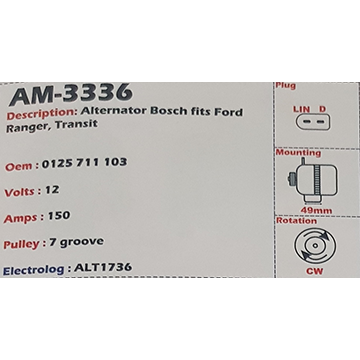 AM-3336
Description: Alternator Bosch fits Ford
Ranger, Transit
Oem : 0125 711 103
Volts : 12
Amps : 150
Pulley : 7 groove
Electrolog : ALT1736
Plug
LIN D
Mounting
49mm
Rotation
CW